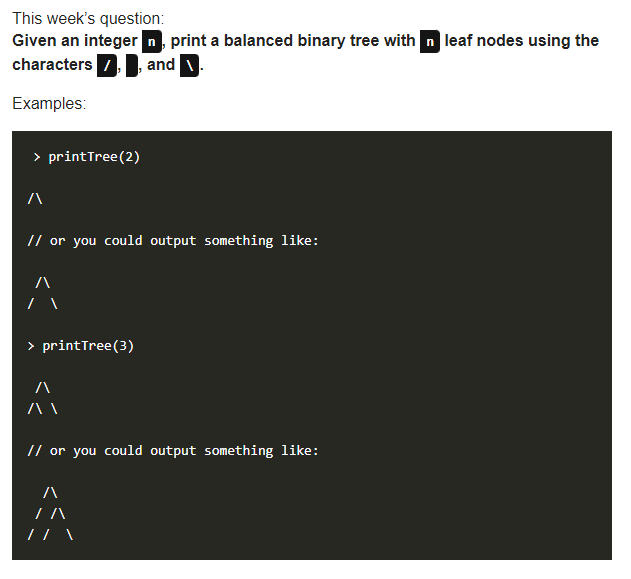 This week's question:
Given an integer n, print a balanced binary tree with n leaf nodes using the
characters /,  , and \.
Examples:
> printTree(2)
/\
// or you could output something like:
 /\
/  \
> printTree(3)
 /\
/\ \
// or you could output something like:
  /\
 / /\
/ /  \